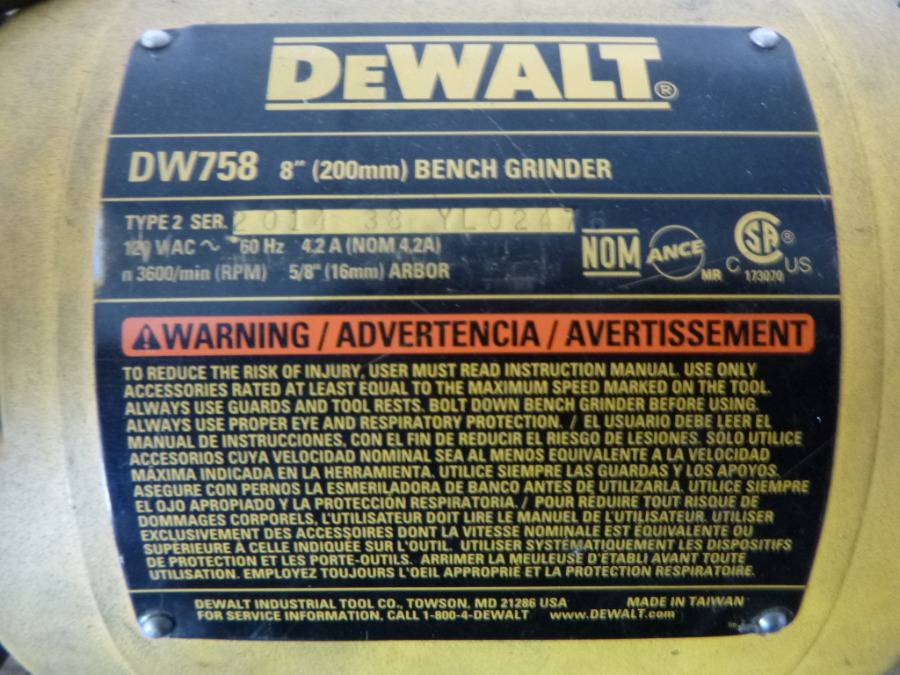 DEWALT®
DW758 8" (200mm) BENCH GRINDER
TYPE 2 SER. 2014 38 YL02476
120 V AC ~ 60 Hz 4.2 A (NOM 4.2A)
n 3600/min (RPM) 5/8" (16mm) ARBOR
NOM ANCE MR
C SA ® C US 173070
WARNING / ADVERTENCIA / AVERTISSEMENT
TO REDUCE THE RISK OF INJURY, USER MUST READ INSTRUCTION MANUAL. USE ONLY
ACCESSORIES RATED AT LEAST EQUAL TO THE MAXIMUM SPEED MARKED ON THE TOOL.
ALWAYS USE GUARDS AND TOOL RESTS. BOLT DOWN BENCH GRINDER BEFORE USING.
ALWAYS USE PROPER EYE AND RESPIRATORY PROTECTION. / EL USUARIO DEBE LEER EL
MANUAL DE INSTRUCCIONES, CON EL FIN DE REDUCIR EL RIESGO DE LESIONES. SÓLO UTILICE
ACCESORIOS CUYA VELOCIDAD NOMINAL SEA AL MENOS EQUIVALENTE A LA VELOCIDAD
MÁXIMA INDICADA EN LA HERRAMIENTA. UTILICE SIEMPRE LAS GUARDAS Y LOS APOYOS.
ASEGURE CON PERNOS LA ESMERILADORA DE BANCO ANTES DE UTILIZARLA. UTILICE SIEMPRE
EL OJO APROPIADO Y LA PROTECCIÓN RESPIRATORIA. / POUR RÉDUIRE TOUT RISQUE DE
DOMMAGES CORPORELS, L'UTILISATEUR DOIT LIRE LE MANUEL DE L'UTILISATEUR. UTILISER
EXCLUSIVEMENT DES ACCESSOIRES DONT LA VITESSE NOMINALE EST ÉQUIVALENTE OU
SUPÉRIEURE À CELLE INDIQUÉE SUR L'OUTIL. UTILISER SYSTÉMATIQUEMENT LES DISPOSITIFS
DE PROTECTION ET LES PORTE-OUTILS. ARRIMER LA MEULEUSE D'ÉTABLI AVANT TOUTE
UTILISATION. EMPLOYEZ TOUJOURS L'OEIL APPROPRIÉ ET LA PROTECTION RESPIRATOIRE.
DEWALT INDUSTRIAL TOOL CO., TOWSON, MD 21286 USA MADE IN TAIWAN
FOR SERVICE INFORMATION, CALL 1-800-4-DEWALT www.DEWALT.com